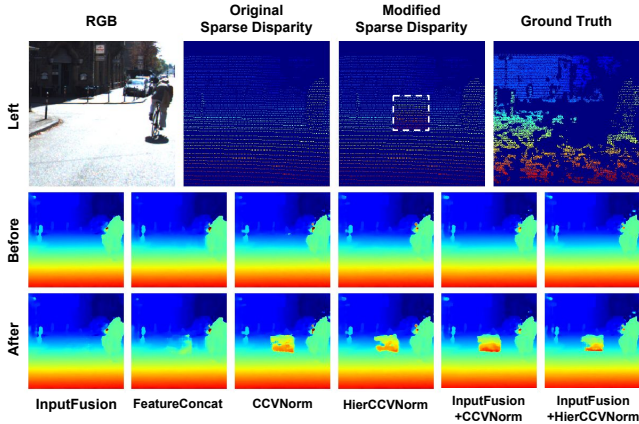 RGB
Original
Sparse Disparity
Modified
Sparse Disparity
Ground Truth
Left
Before
After
InputFusion
FeatureConcat
CCVNorm
HierCCVNorm
InputFusion
+CCVNorm
InputFusion
+HierCCVNorm